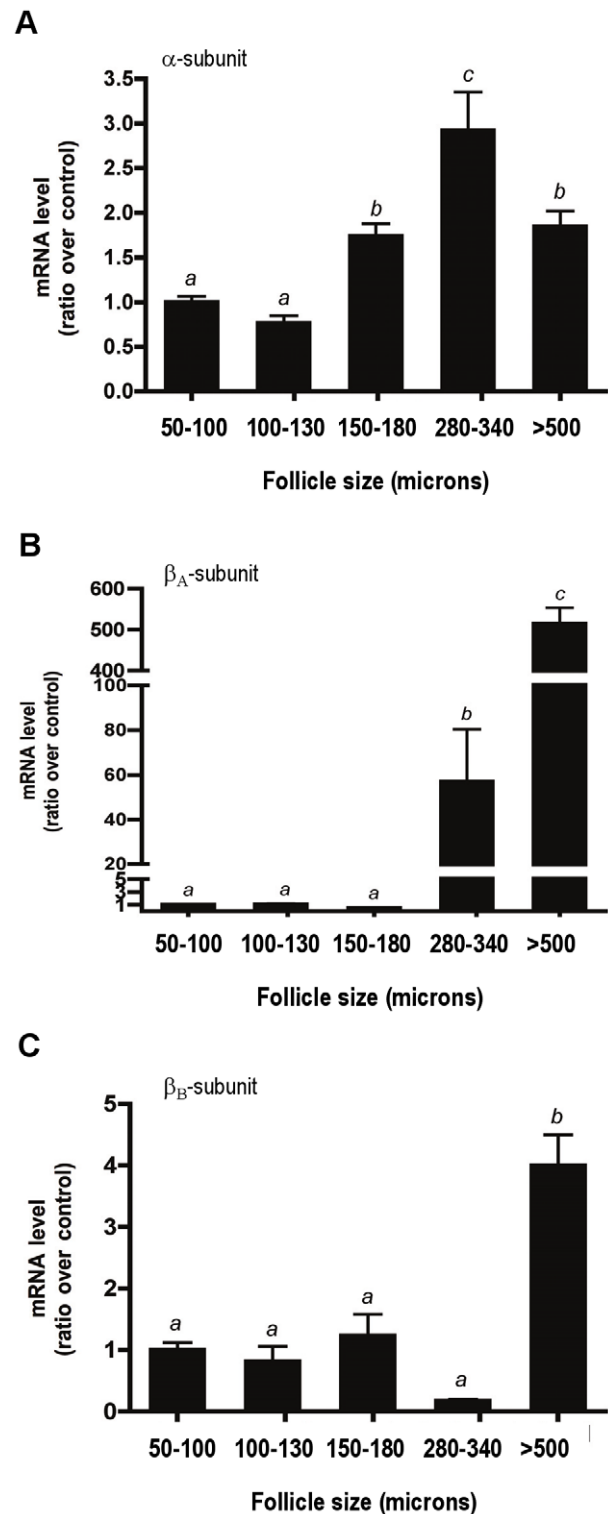 A
α-subunit
mRNA level
(ratio over control)
3.5
3.0
2.5
2.0
1.5
1.0
0.5
0.0
a
a
b
c
b
50-100 100-130 150-180 280-340 >500
Follicle size (microns)
B
βA-subunit
mRNA level
(ratio over control)
600
500
400
100
80
60
40
20
5
3
1
a
a
a
b
c
50-100 100-130 150-180 280-340 >500
Follicle size (microns)
C
βB-subunit
mRNA level
(ratio over control)
5
4
3
2
1
0
a
a
a
a
b
50-100 100-130 150-180 280-340 >500
Follicle size (microns)